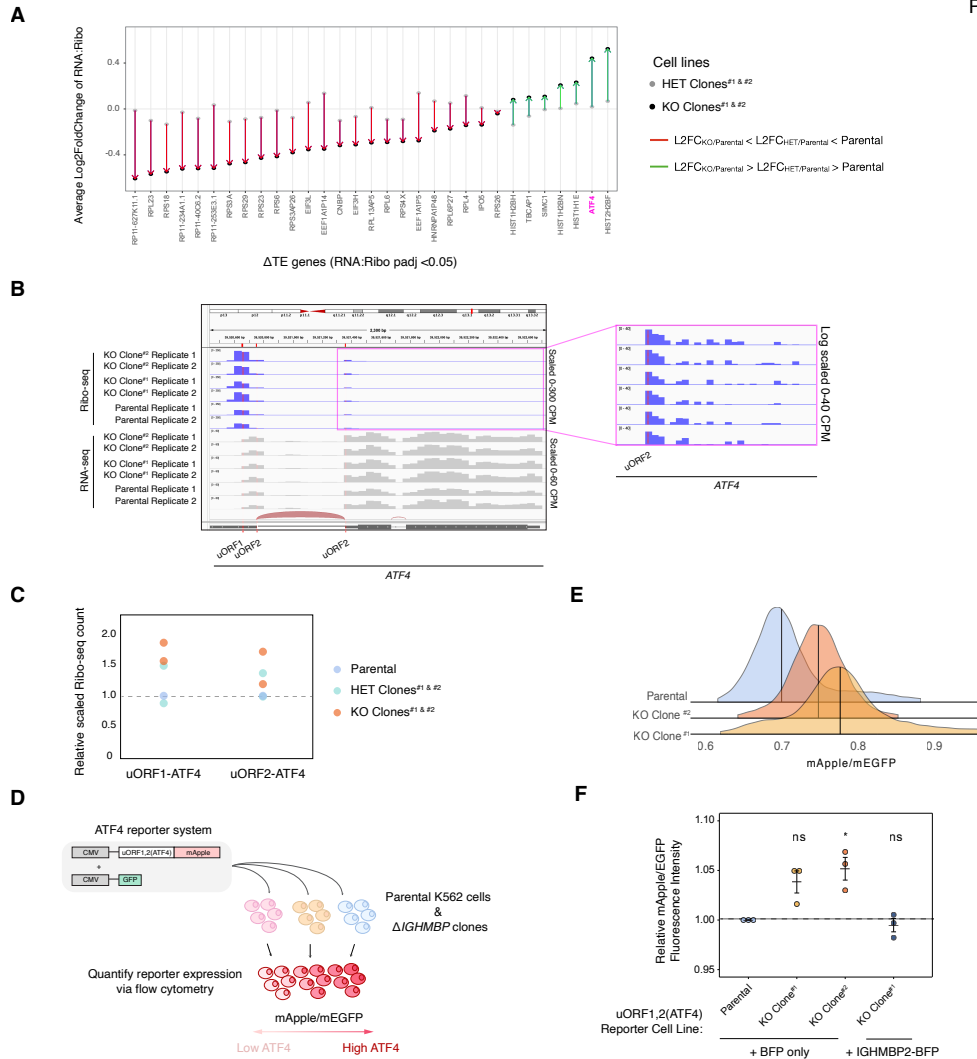 A
Average Log2FoldChange of RNA:Ribo
0.4
0.0
-0.4
RP11-627K11.1
RPL23
RPS18
RP11-234A1.1
RP11-40C6.2
RP11-253E3.1
RPS3A
RPS29
RPS23
RPS6
RPS3AP26
EIF3L
EEF1A1P14
CNBP
EIF3H
RPL13AP5
RPL6
RPS4X
EEF1A1P5
HNRNPA1P48
RPL6P27
RPL4
IPO5
RPS26
HIST1H2BH
TBCAP1
SIMC1
HIST1H2BN
HIST1H1E
ATF4
HIST2H2BF
ΔTE genes (RNA:Ribo padj <0.05)
Cell lines
HET Clones#1 & #2
KO Clones#1 & #2
L2FCKO/Parental < L2FCHET/Parental < Parental
L2FCKO/Parental > L2FCHET/Parental > Parental
B
Ribo-seq
KO Clone#2 Replicate 1
KO Clone#2 Replicate 2
KO Clone#1 Replicate 1
KO Clone#1 Replicate 2
Parental Replicate 1
Parental Replicate 2
RNA-seq
KO Clone#2 Replicate 1
KO Clone#2 Replicate 2
KO Clone#1 Replicate 1
KO Clone#1 Replicate 2
Parental Replicate 1
Parental Replicate 2
Scaled 0-300 CPM
Scaled 0-60 CPM
uORF1
uORF2
uORF2
ATF4
Log scaled 0-40 CPM
uORF2
ATF4
C
Relative scaled Ribo-seq count
2.0
1.5
1.0
0.5
0
uORF1-ATF4
uORF2-ATF4
Parental
HET Clones#1 & #2
KO Clones#1 & #2
D
ATF4 reporter system
CMV
uORF1,2(ATF4)
mApple
+
CMV
GFP
Parental K562 cells
&
ΔIGHMBP clones
Quantify reporter expression
via flow cytometry
mApple/mEGFP
Low ATF4
High ATF4
E
Parental
KO Clone #2
KO Clone #1
0.6
0.7
0.8
0.9
mApple/mEGFP
F
Relative mApple/EGFP
Fluorescence Intensity
1.10
1.05
1.00
0.95
ns
*
ns
Parental
KO Clone#1
KO Clone#2
KO Clone#1
uORF1,2(ATF4)
Reporter Cell Line:
+ BFP only
+ IGHMBP2-BFP